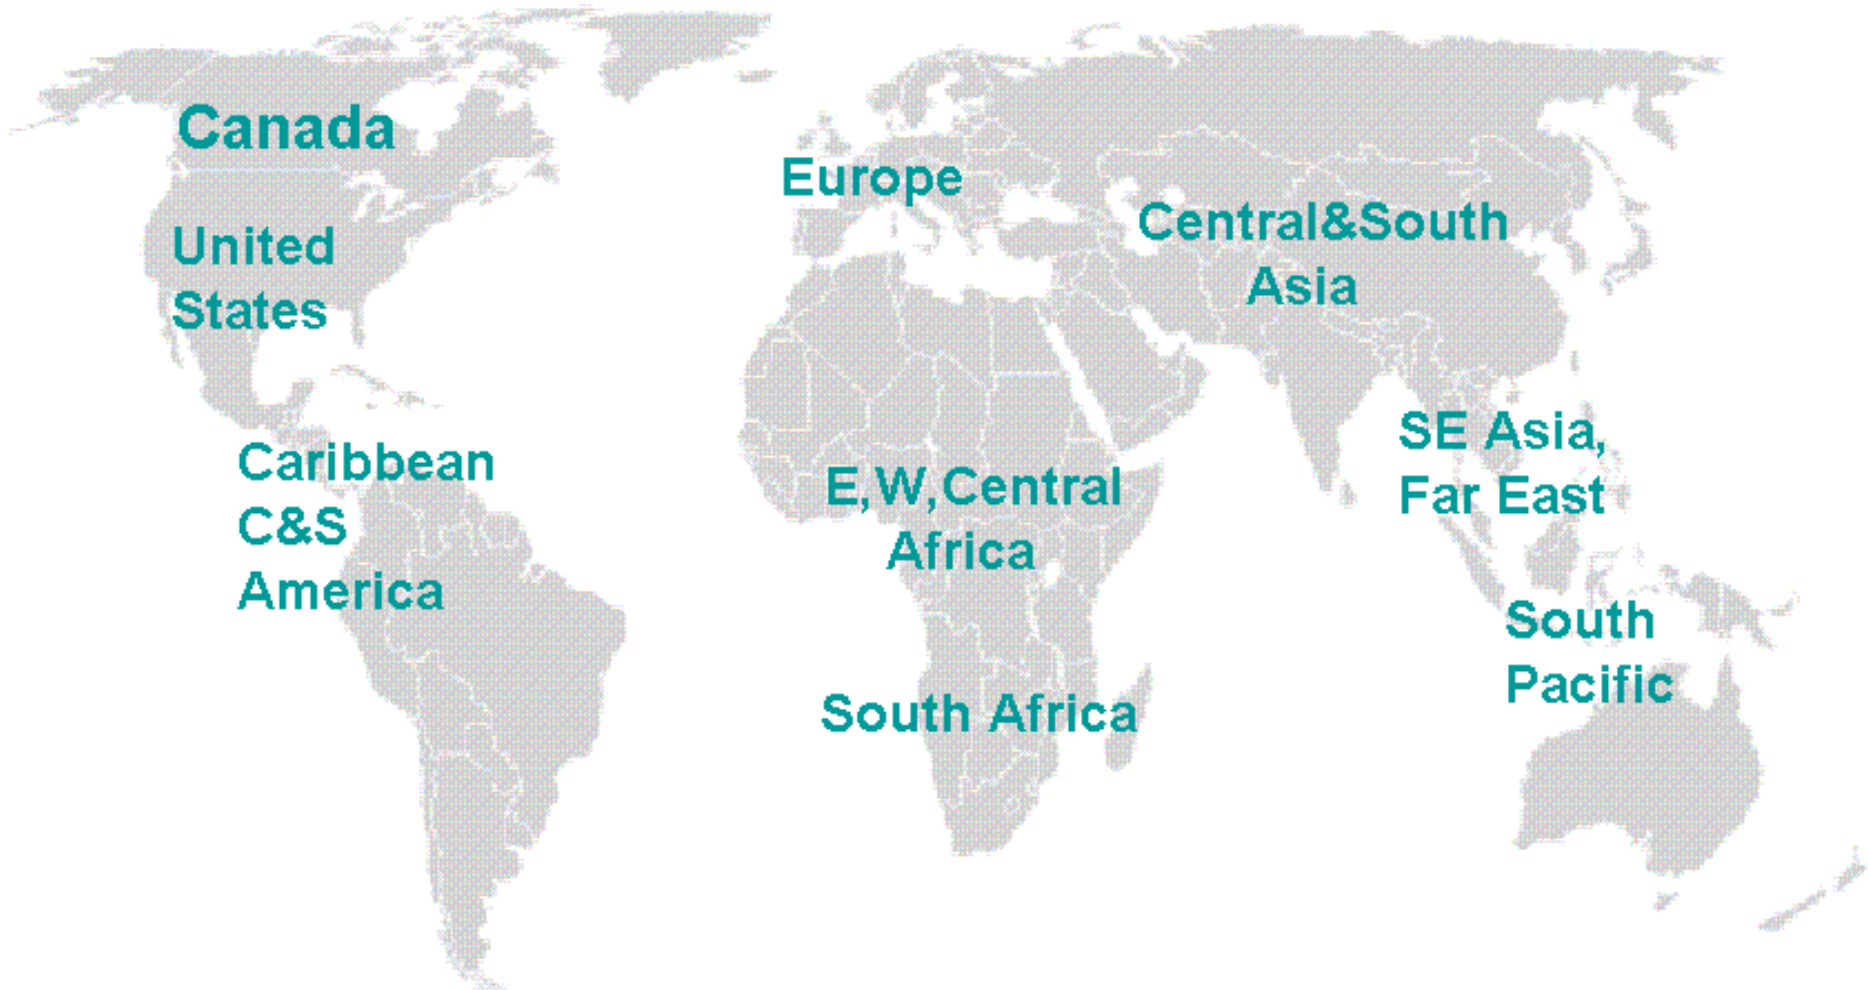 Canada
United
States
Caribbean
C&S
America
Europe
E,W,Central
Africa
South Africa
Central&South
Asia
SE Asia,
Far East
South
Pacific